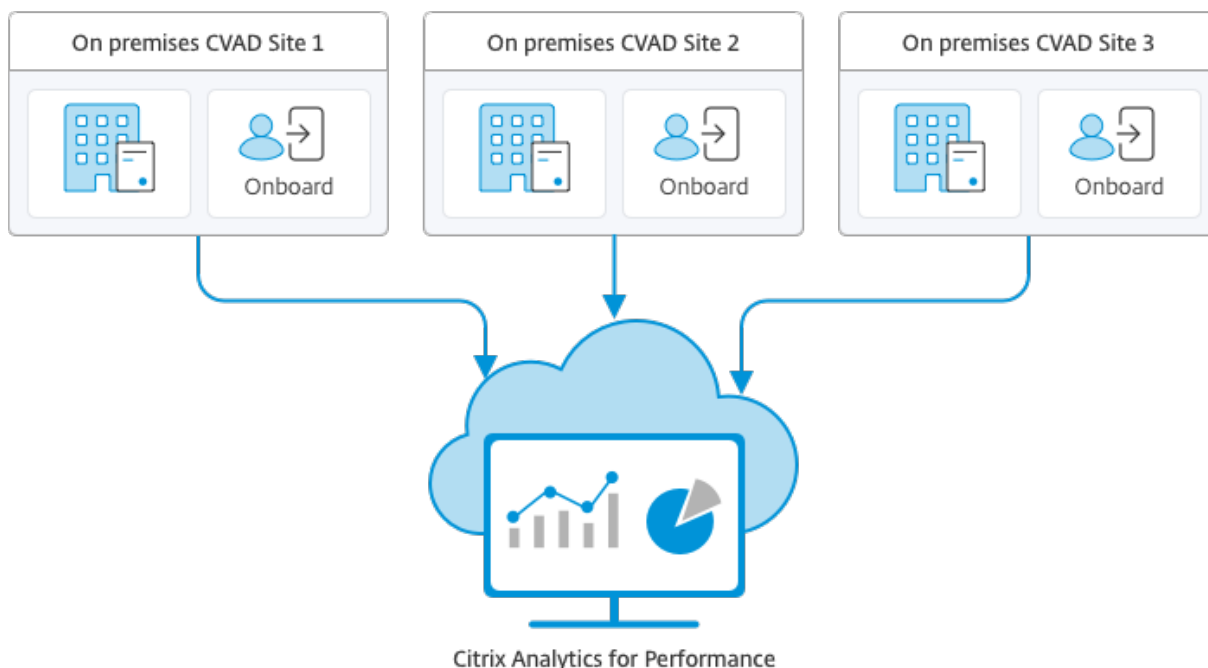 On premises CVAD Site 1
On premises CVAD Site 2
On premises CVAD Site 3
Onboard
Onboard
Onboard
Citrix Analytics for Performance